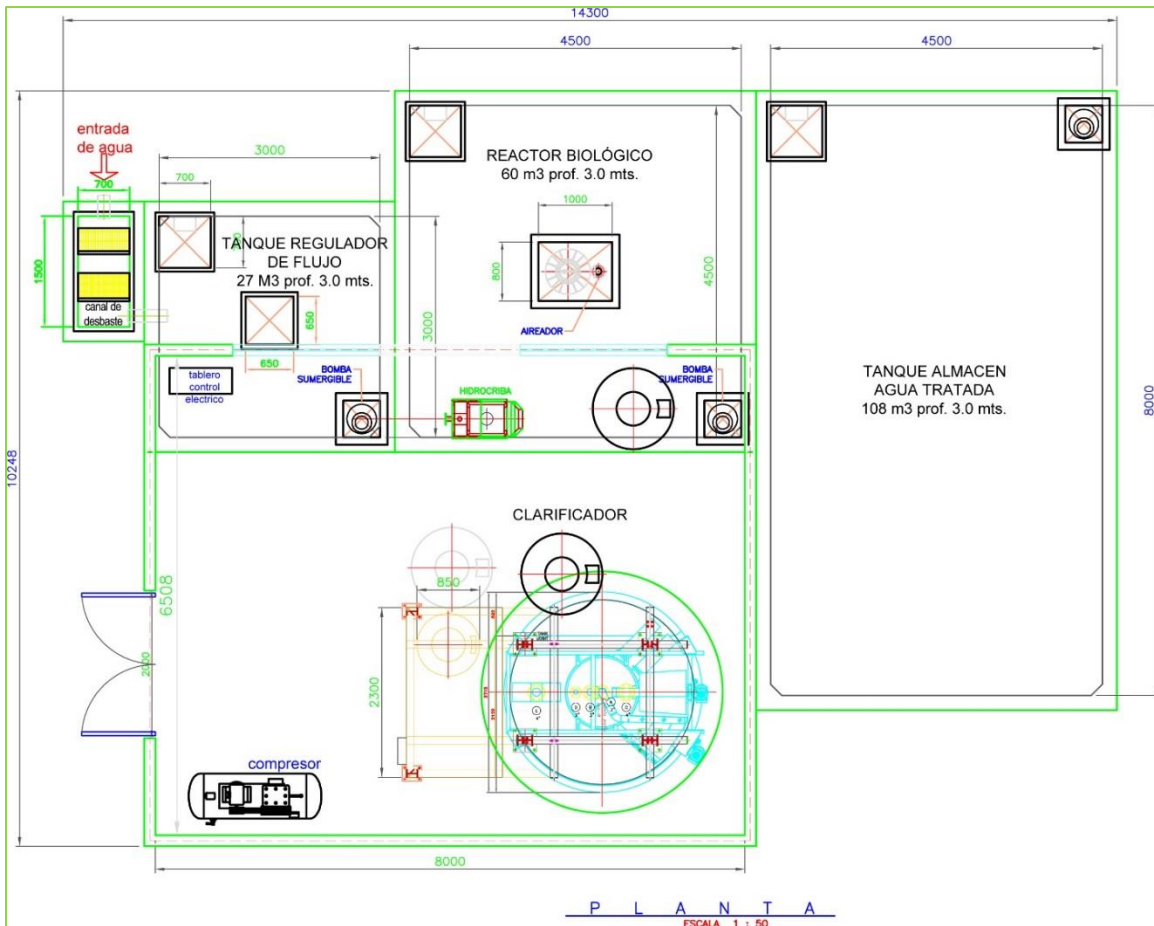 14300
4500
4500
entrada
de agua
700
3000
700
REACTOR BIOLÓGICO
60 m3 prof. 3.0 mts.
1000
800
4500
AIREADOR
1500
canal de
desbaste
TANQUE REGULADOR
DE FLUJO
27 M3 prof. 3.0 mts.
650
650
3000
TANQUE ALMACEN
AGUA TRATADA
108 m3 prof. 3.0 mts.
8000
10248
tablero
control
electrico
BOMBA
SUMERGIBLE
HIDROCRIBA
BOMBA
SUMERGIBLE
CLARIFICADOR
850
6508
2000
2300
compresor
8000
P L A N T A
ESCALA 1 : 50